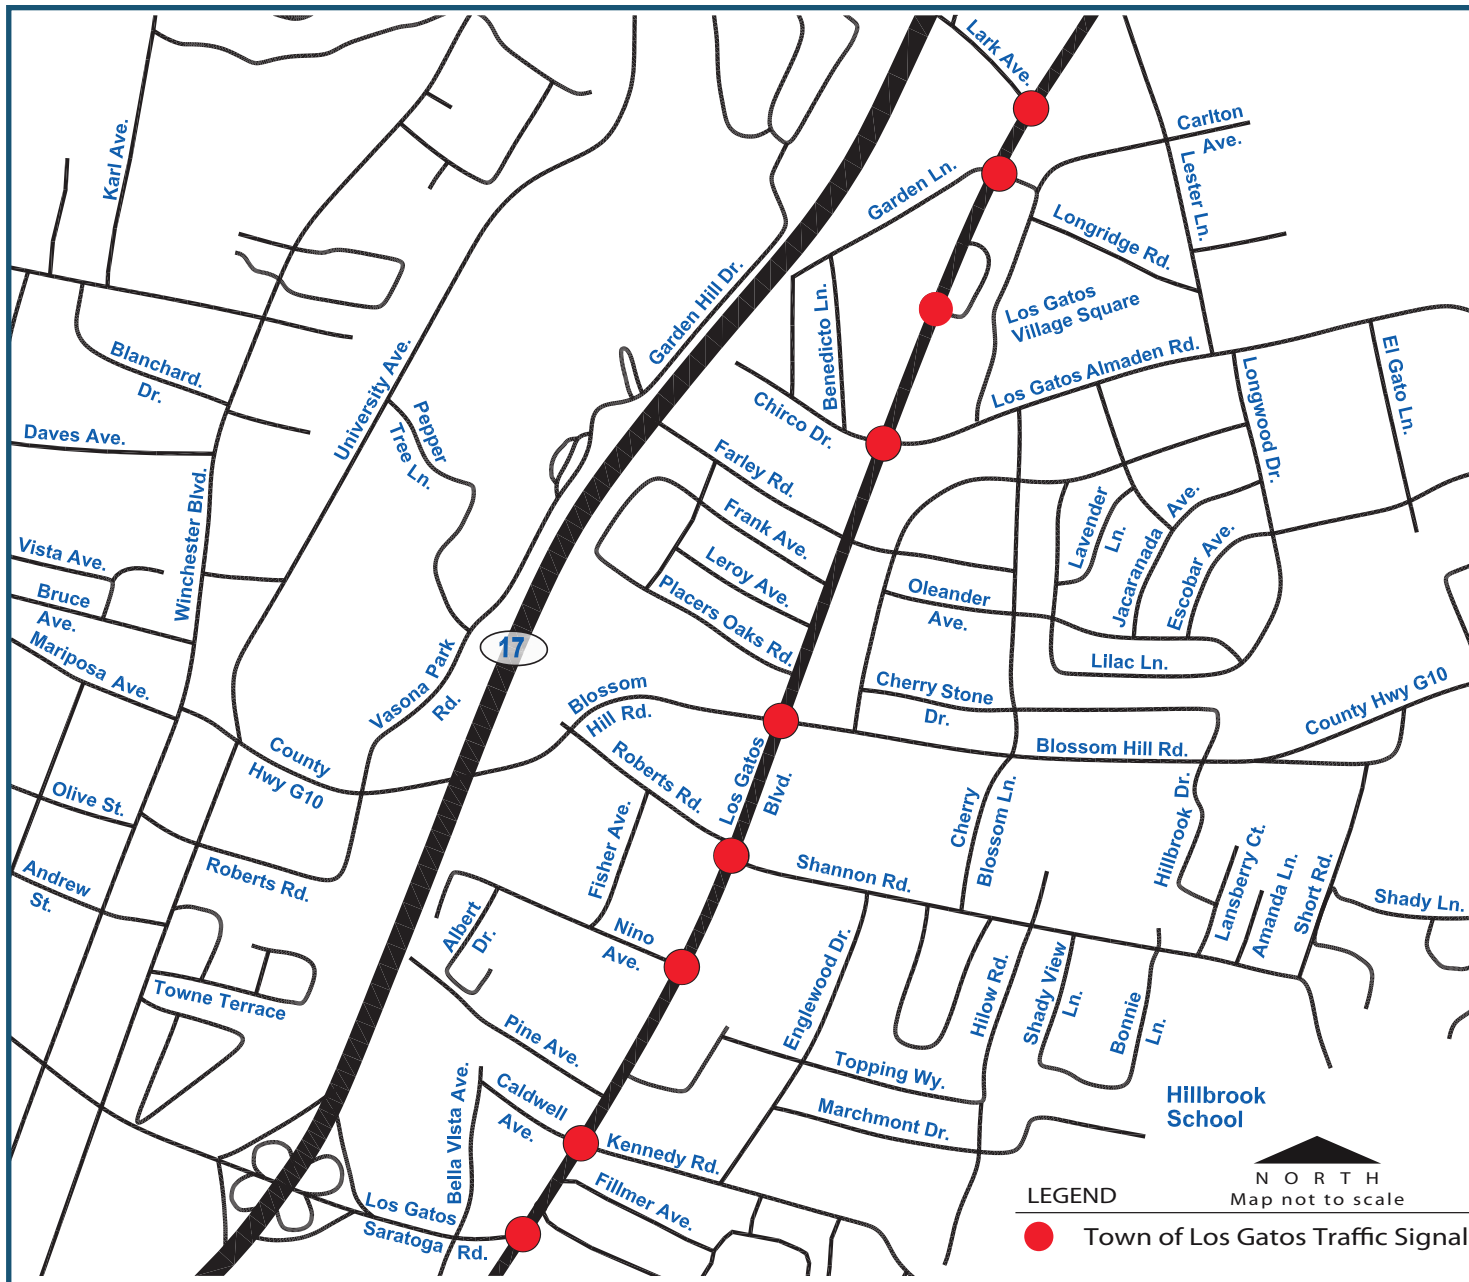 Lark Ave.
Carlton
Ave.
Karl Ave.
Lester Ln.
Garden Ln.
Longridge Rd.
Garden Hill Dr.
Los Gatos
Village Square
Benedicto Ln.
Los Gatos Almaden Rd.
El Gato Ln.
Blanchard.
Dr.
University Ave.
Longwood Dr.
Chirco Dr.
Pepper
Tree Ln.
Daves Ave.
Farley Rd.
Winchester Blvd.
Frank Ave.
Lavender
Ln.
Jacaranada Ave.
Escobar Ave.
Vista Ave.
Leroy Ave.
Bruce
Ave.
Placers Oaks Rd.
Oleander
Ave.
Mariposa Ave.
17
Lilac Ln.
Vasona Park
Rd.
Blossom
Hill Rd.
Cherry Stone
Dr.
County Hwy G10
County
Hwy G10
Roberts Rd.
Los Gatos
Blvd.
Blossom Hill Rd.
Olive St.
Fisher Ave.
Cherry
Blossom Ln.
Hillbrook Dr.
Lansberry Ct.
Amanda Ln.
Short Rd.
Andrew
St.
Roberts Rd.
Shannon Rd.
Shady Ln.
Albert
Dr.
Nino
Ave.
Englewood Dr.
Hilow Rd.
Shady View
Ln.
Bonnie
Ln.
Towne Terrace
Pine Ave.
Topping Wy.
Bella VIsta Ave.
Caldwell
Ave.
Marchmont Dr.
Hillbrook
School
Kennedy Rd.
Fillmer Ave.
Los Gatos
Saratoga Rd.
NORTH
Map not to scale
LEGEND
Town of Los Gatos Traffic Signal